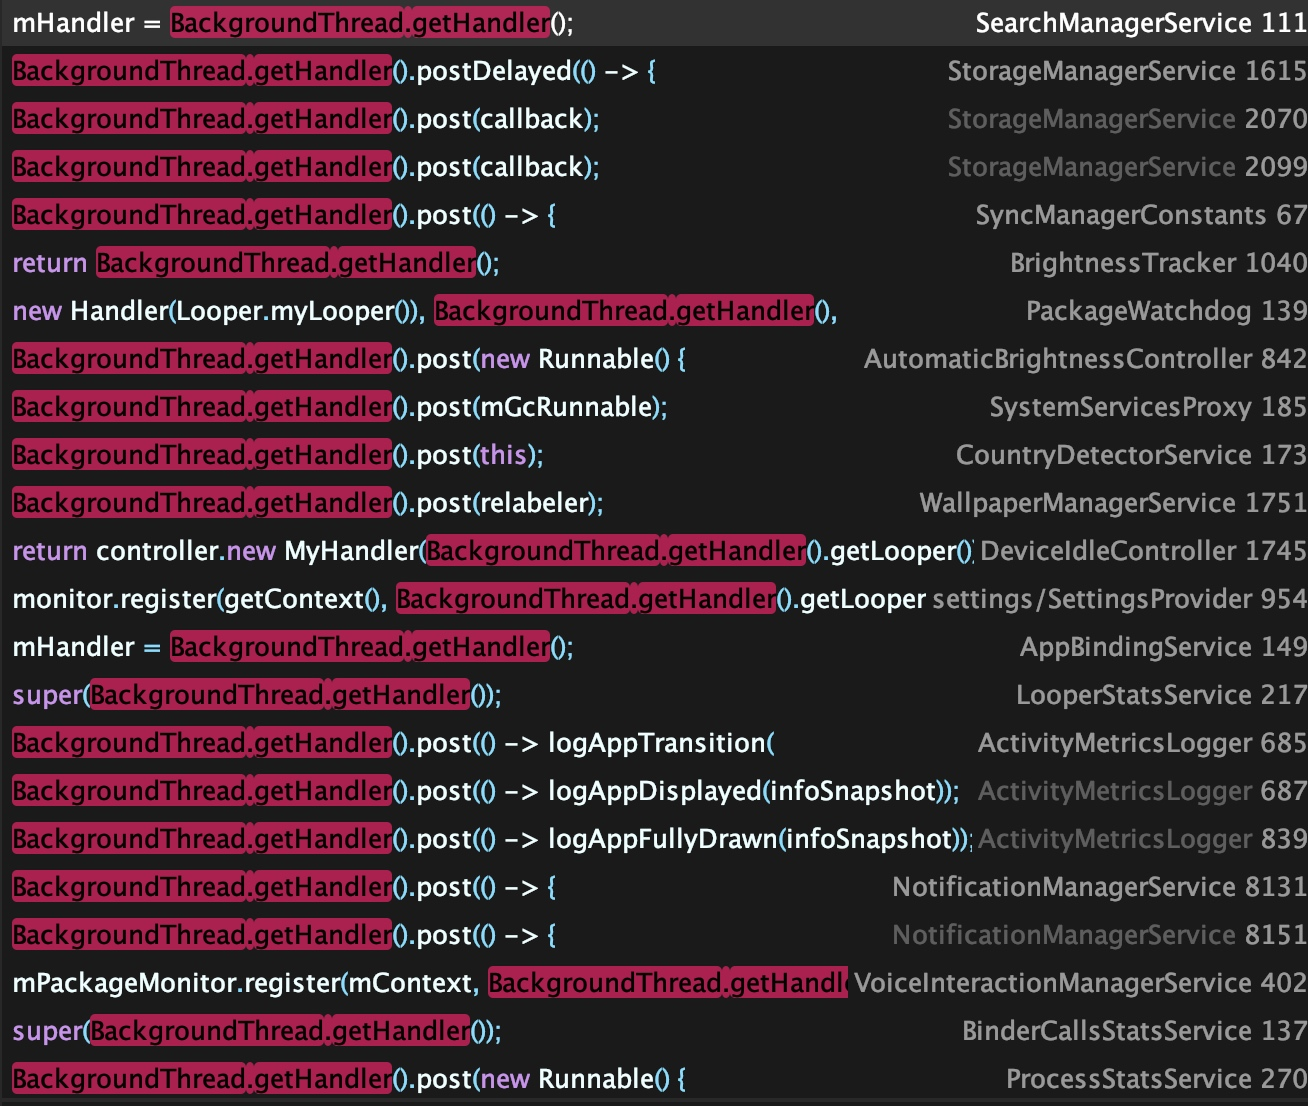 mHandler = BackgroundThread.getHandler(); SearchManagerService 111
BackgroundThread.getHandler().postDelayed(() -> { StorageManagerService 1615
BackgroundThread.getHandler().post(callback); StorageManagerService 2070
BackgroundThread.getHandler().post(callback); StorageManagerService 2099
BackgroundThread.getHandler().post(() -> { SyncManagerConstants 67
return BackgroundThread.getHandler(); BrightnessTracker 1040
new Handler(Looper.myLooper()), BackgroundThread.getHandler(), PackageWatchdog 139
BackgroundThread.getHandler().post(new Runnable() { AutomaticBrightnessController 842
BackgroundThread.getHandler().post(mGcRunnable); SystemServicesProxy 185
BackgroundThread.getHandler().post(this); CountryDetectorService 173
BackgroundThread.getHandler().post(relabeler); WallpaperManagerService 1751
return controller.new MyHandler(BackgroundThread.getHandler().getLooper() DeviceIdleController 1745
monitor.register(getContext(), BackgroundThread.getHandler().getLooper settings/SettingsProvider 954
mHandler = BackgroundThread.getHandler(); AppBindingService 149
super(BackgroundThread.getHandler()); LooperStatsService 217
BackgroundThread.getHandler().post(() -> logAppTransition( ActivityMetricsLogger 685
BackgroundThread.getHandler().post(() -> logAppDisplayed(infoSnapshot)); ActivityMetricsLogger 687
BackgroundThread.getHandler().post(() -> logAppFullyDrawn(infoSnapshot)); ActivityMetricsLogger 839
BackgroundThread.getHandler().post(() -> { NotificationManagerService 8131
BackgroundThread.getHandler().post(() -> { NotificationManagerService 8151
mPackageMonitor.register(mContext, BackgroundThread.getHandl VoiceInteractionManagerService 402
super(BackgroundThread.getHandler()); BinderCallsStatsService 137
BackgroundThread.getHandler().post(new Runnable() { ProcessStatsService 270